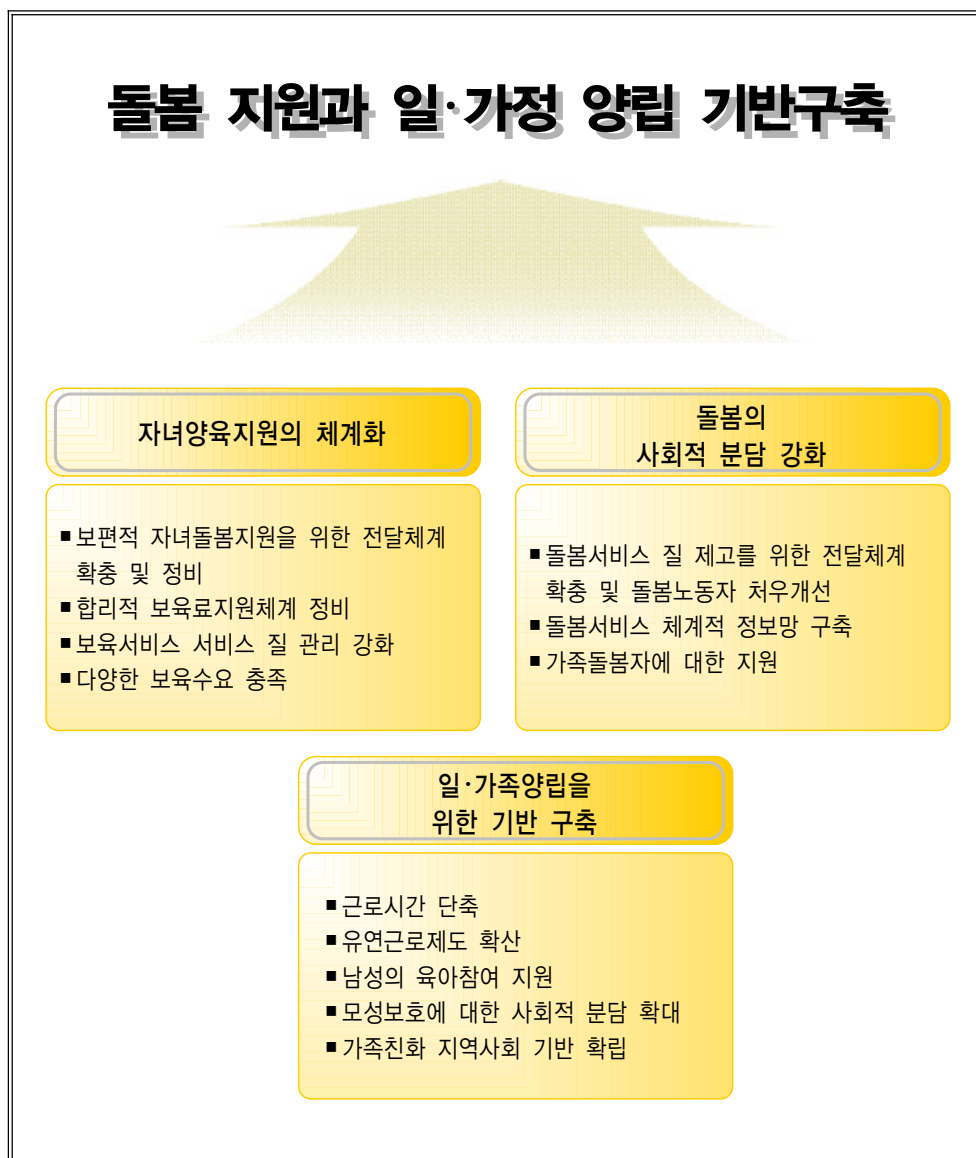 돌봄 지원과 일·가정 양립 기반구축
자녀양육지원의 체계화
■ 보편적 자녀돌봄지원을 위한 전달체계
확충 및 정비
■ 합리적 보육료지원체계 정비
■ 보육서비스 서비스 질 관리 강화
■ 다양한 보육수요 충족
돌봄의
사회적 분담 강화
■ 돌봄서비스 질 제고를 위한 전달체계
확충 및 돌봄노동자 처우개선
■ 돌봄서비스 체계적 정보망 구축
■ 가족돌봄자에 대한 지원
일·가족양립을
위한 기반 구축
■ 근로시간 단축
■ 유연근로제도 확산
■ 남성의 육아참여 지원
■ 모성보호에 대한 사회적 분담 확대
■ 가족친화 지역사회 기반 확립